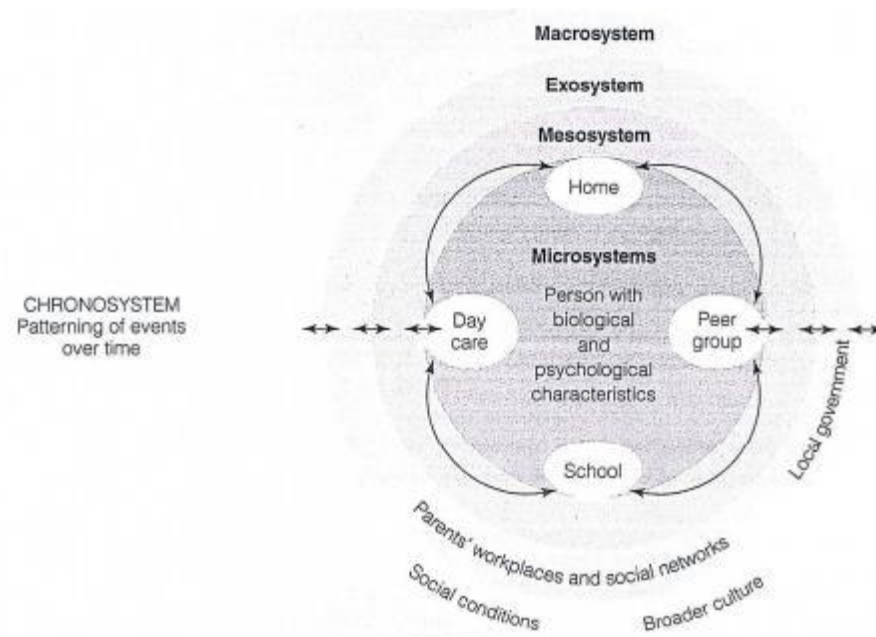 Macrosystem
Exosystem
Mesosystem
Home
Microsystems
Person with
biological
and
psychological
characteristics
CHRONOSYSTEM
Patterning of events
over time
Day
care
Peer
group
School
Local government
Parents' workplaces and social networks
Social conditions
Broader culture